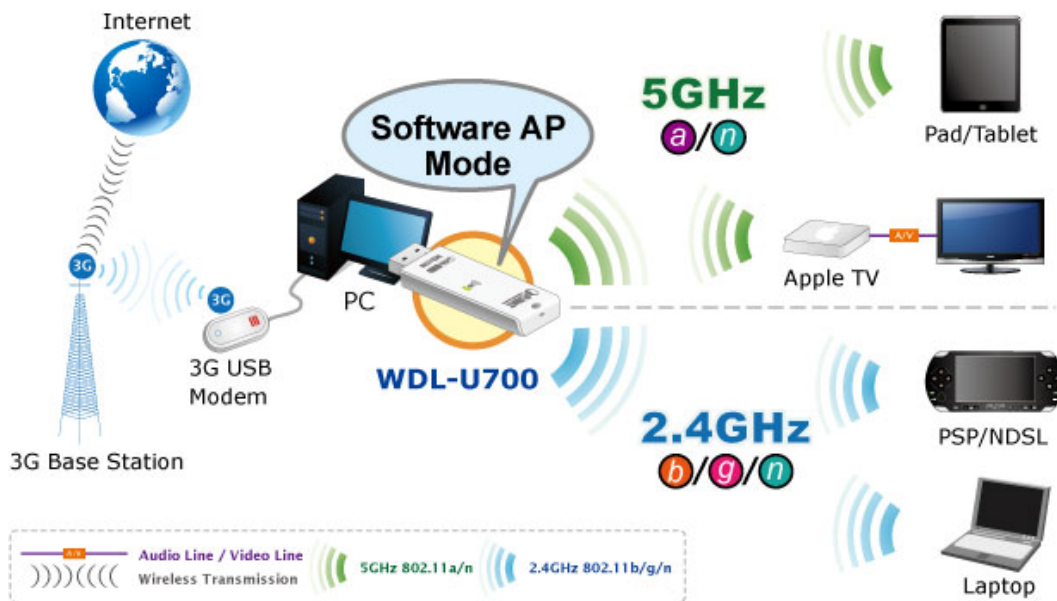 Internet
Software AP
Mode
5GHz
a/n
Pad/Tablet
3G
3G
PC
A/V
Apple TV
3G USB
Modem
WDL-U700
2.4GHz
b/g/n
PSP/NDSL
3G Base Station
A/V
Audio Line / Video Line
Wireless Transmission
5GHz 802.11a/n
2.4GHz 802.11b/g/n
Laptop